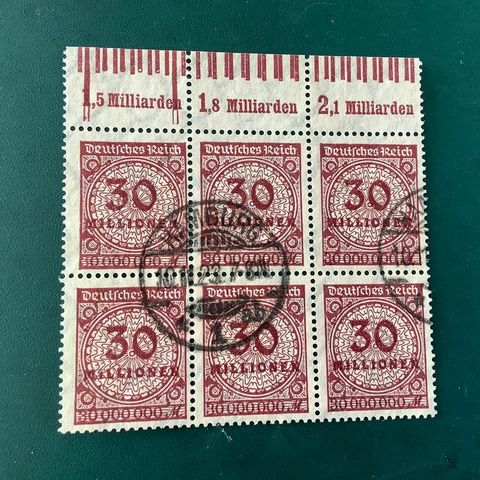 1,5 Milliarden 1,8 Milliarden 2,1 Milliarden
Deutsches Reich Deutsches Reich Deutsches Reich
30 30 30
MILLIONEN MILLIONEN MILLIONEN
30000000 30000000 30000000
Deutsches Reich Deutsches Reich Deutsches Reich
30 30 30
MILLIONEN MILLIONEN MILLIONEN
30000000 M 30000000 M 30000000 M